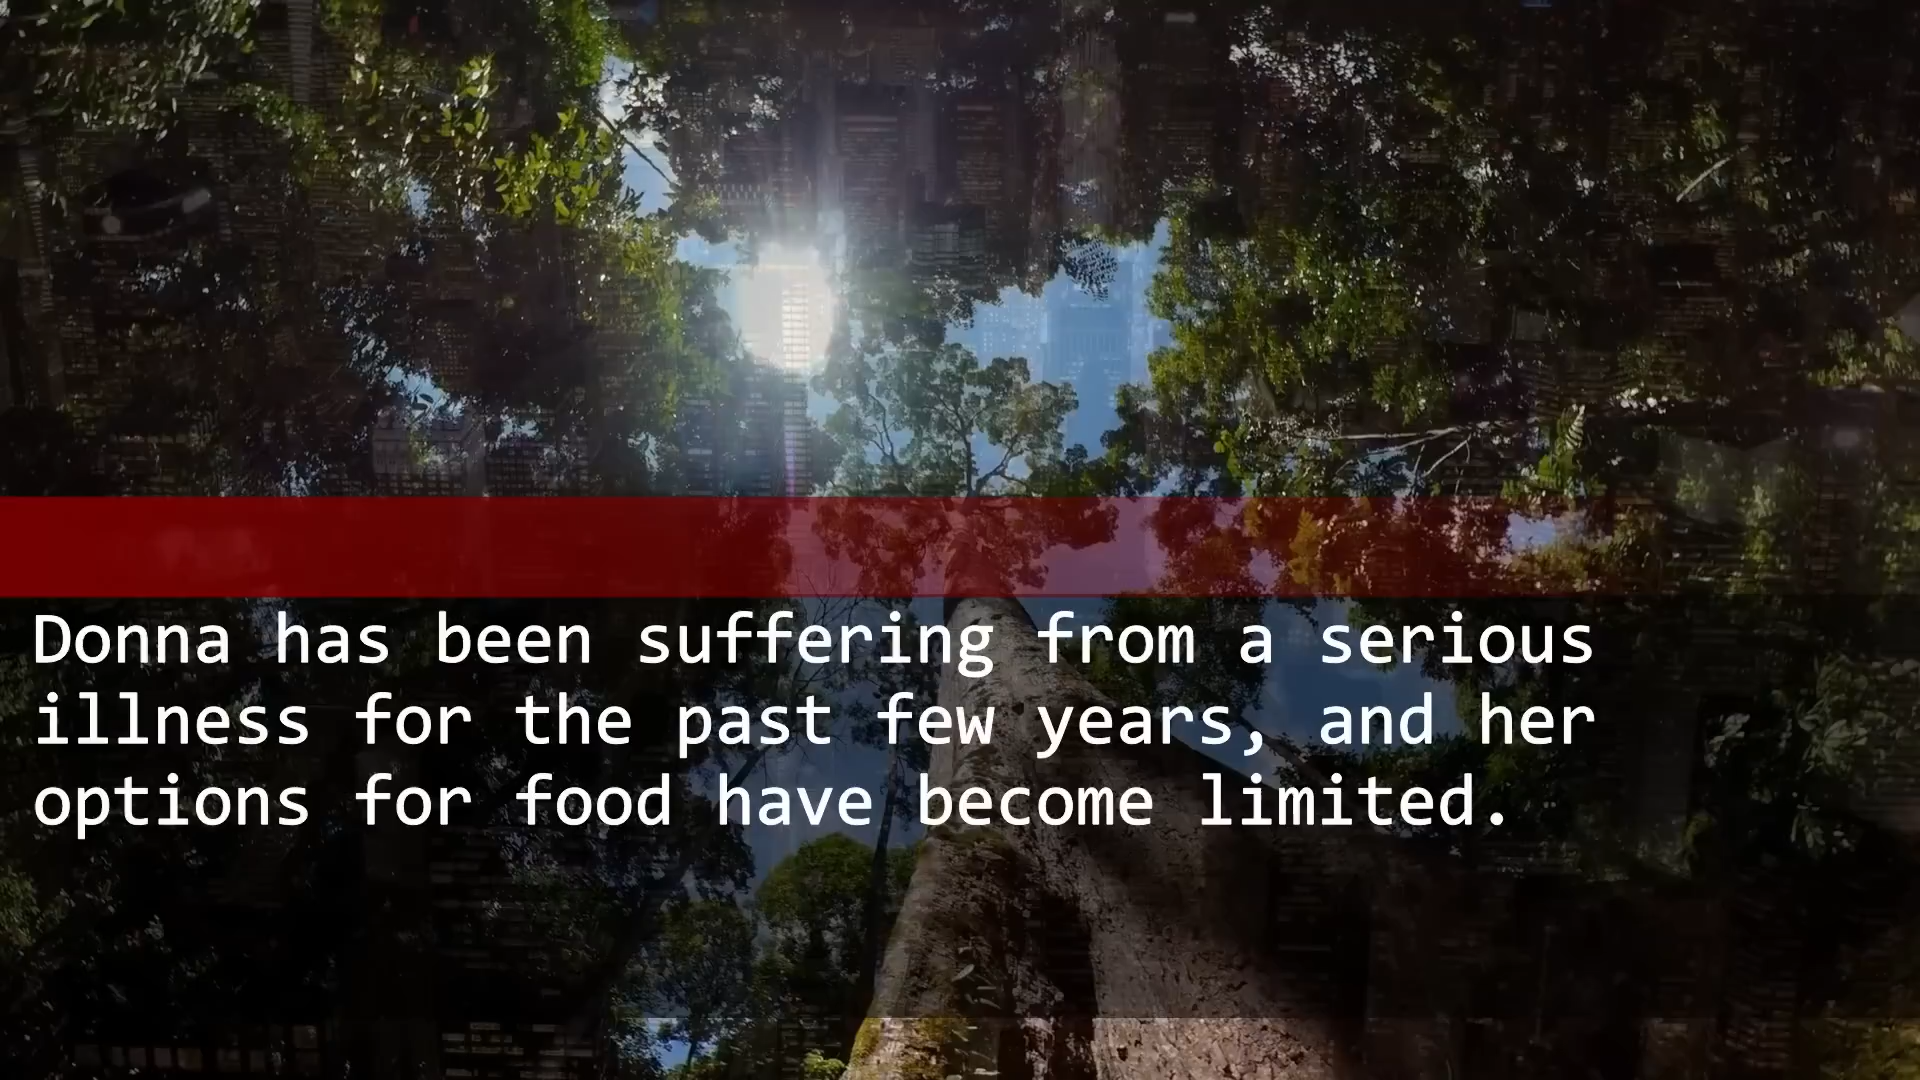 Donna has been suffering from a serious
illness for the past few years, and her
options for food have become limited.